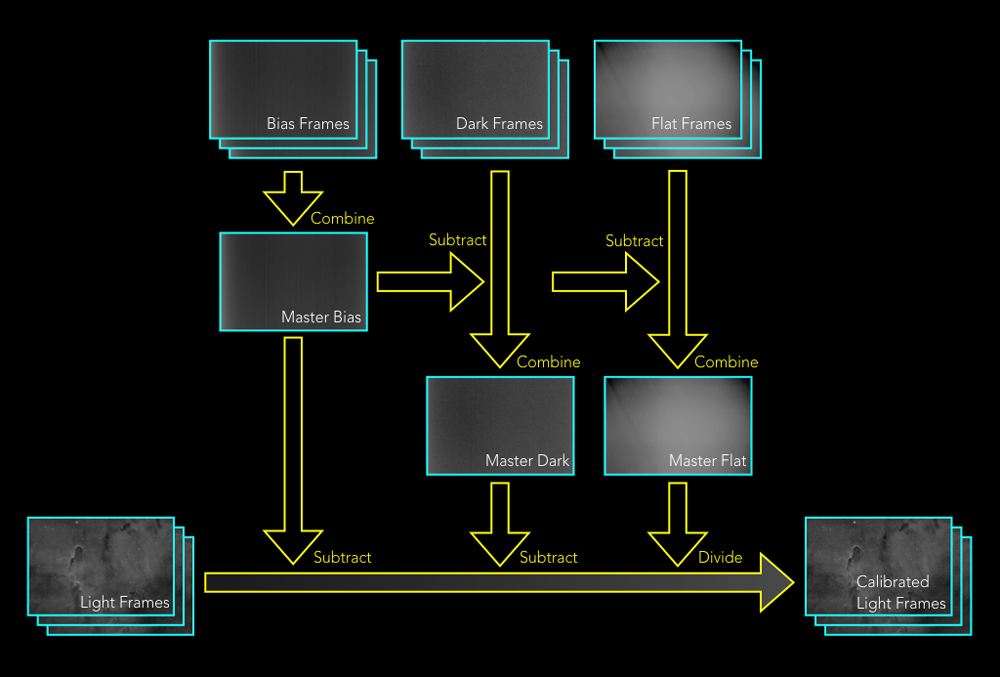 Bias Frames
Dark Frames
Flat Frames
Combine
Subtract
Subtract
Master Bias
Combine
Combine
Master Dark
Master Flat
Subtract
Subtract
Divide
Light Frames
Calibrated
Light Frames